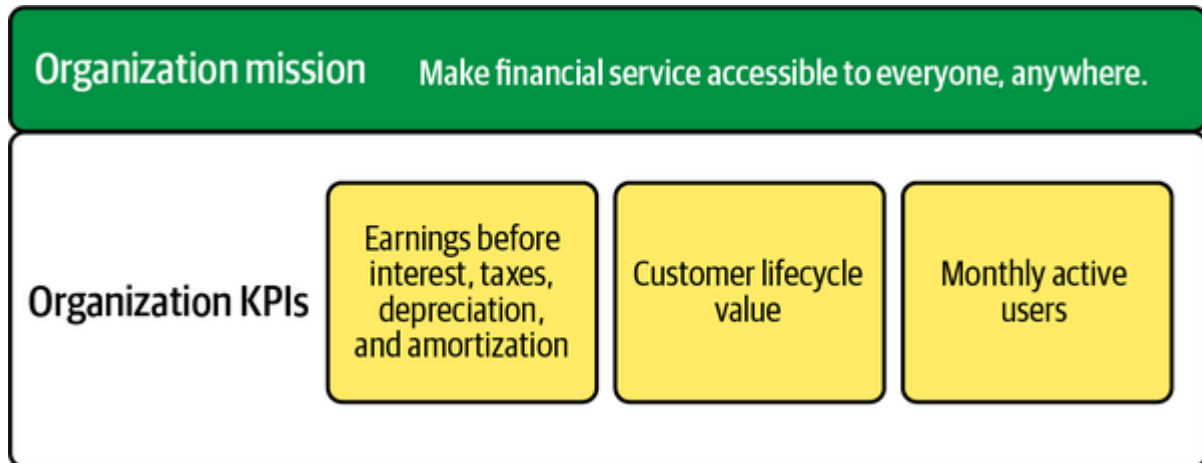 Organization mission
Make financial service accessible to everyone, anywhere.
Organization KPIs
Earnings before
interest, taxes,
depreciation,
and amortization
Customer lifecycle
value
Monthly active
users